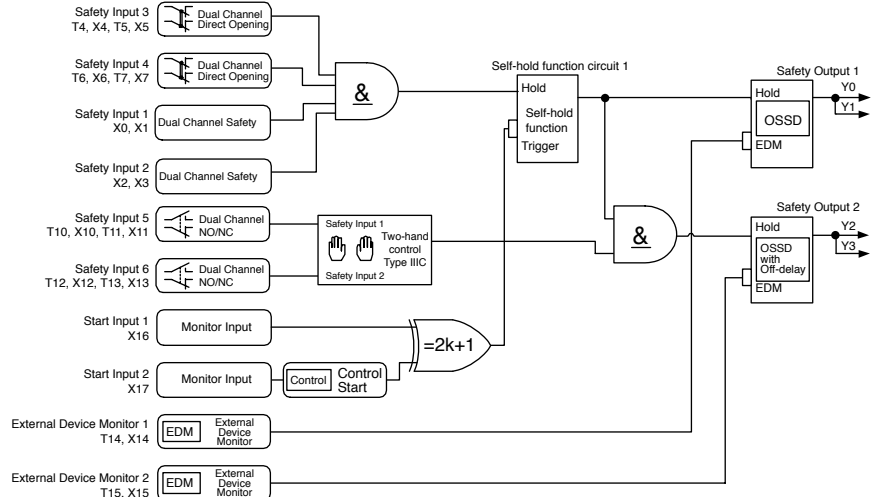 Safety Input 3
T4, X4, T5, X5
Dual Channel
Direct Opening
Safety Input 4
T6, X6, T7, X7
Dual Channel
Direct Opening
Safety Input 1
X0, X1
Dual Channel Safety
Safety Input 2
X2, X3
Dual Channel Safety
&
Self-hold function circuit 1
Hold
Self-hold
function
Trigger
Safety Output 1
Hold
OSSD
EDM
Y0
Y1
Safety Input 5
T10, X10, T11, X11
Dual Channel
NO/NC
Safety Input 6
T12, X12, T13, X13
Dual Channel
NO/NC
Safety Input 1
Two-hand
control
Type IIIC
Safety Input 2
&
Safety Output 2
Hold
OSSD
with
Off-delay
EDM
Y2
Y3
Start Input 1
X16
Monitor Input
Start Input 2
X17
Monitor Input
Control
Control
Start
=2k+1
External Device Monitor 1
T14, X14
EDM
External
Device
Monitor
External Device Monitor 2
T15, X15
EDM
External
Device
Monitor